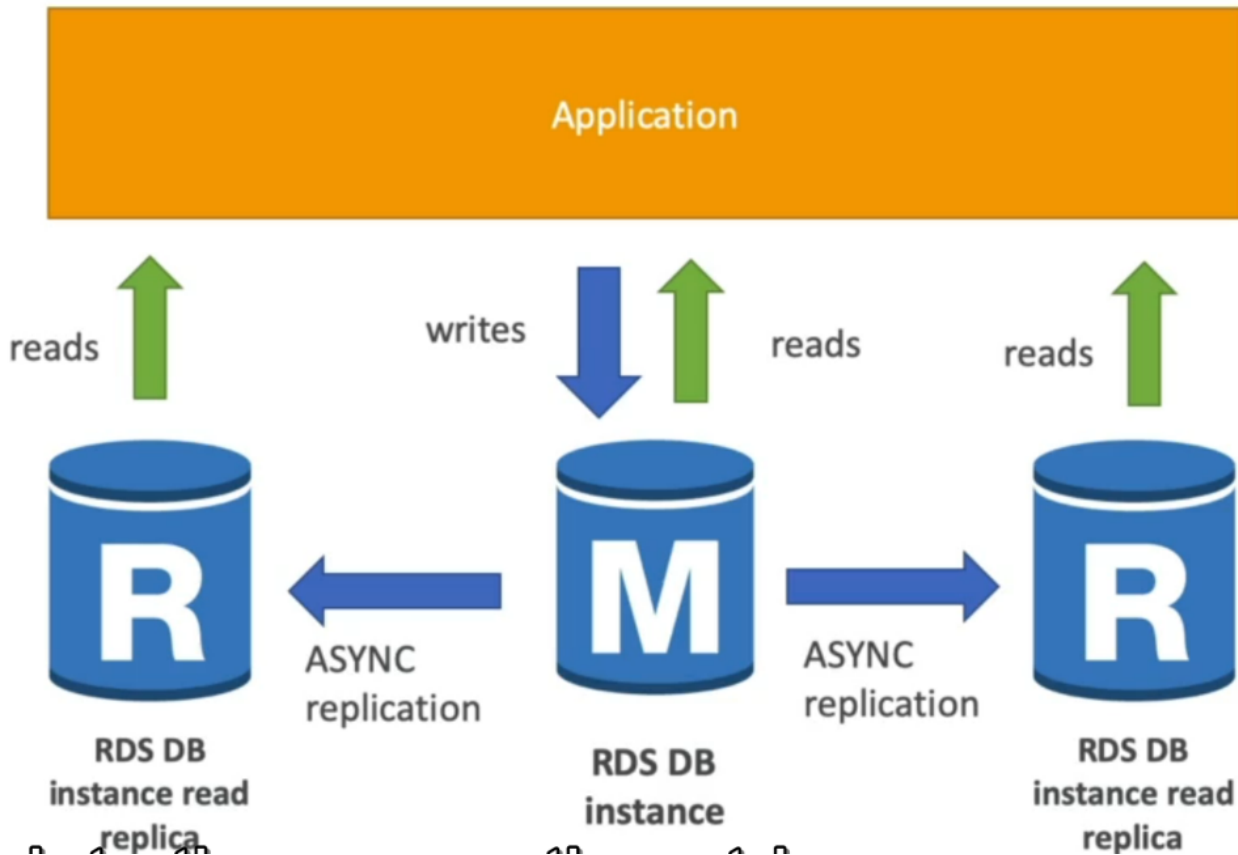 Application
reads
writes
reads
reads
R
M
R
ASYNC
replication
ASYNC
replication
RDS DB
instance read
replica
RDS DB
instance
RDS DB
instance read
replica